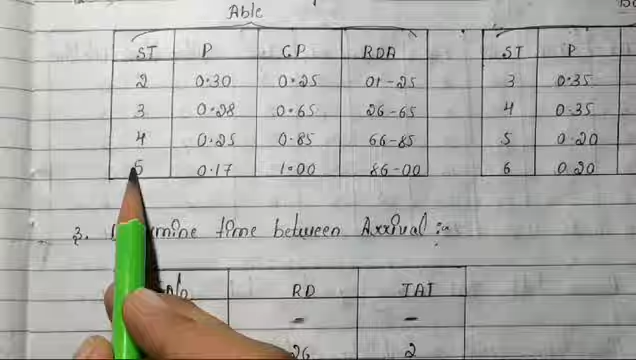 Able
ST P CP RDA ST P
2 0.30 0.25 01-25 3 0.35
3 0.28 0.65 26-65 4 0.35
4 0.25 0.85 66-85 5 0.20
5 0.17 1.00 86-00 6 0.20
3. mine time between Arrival :-
RD IAT
- -
26 2